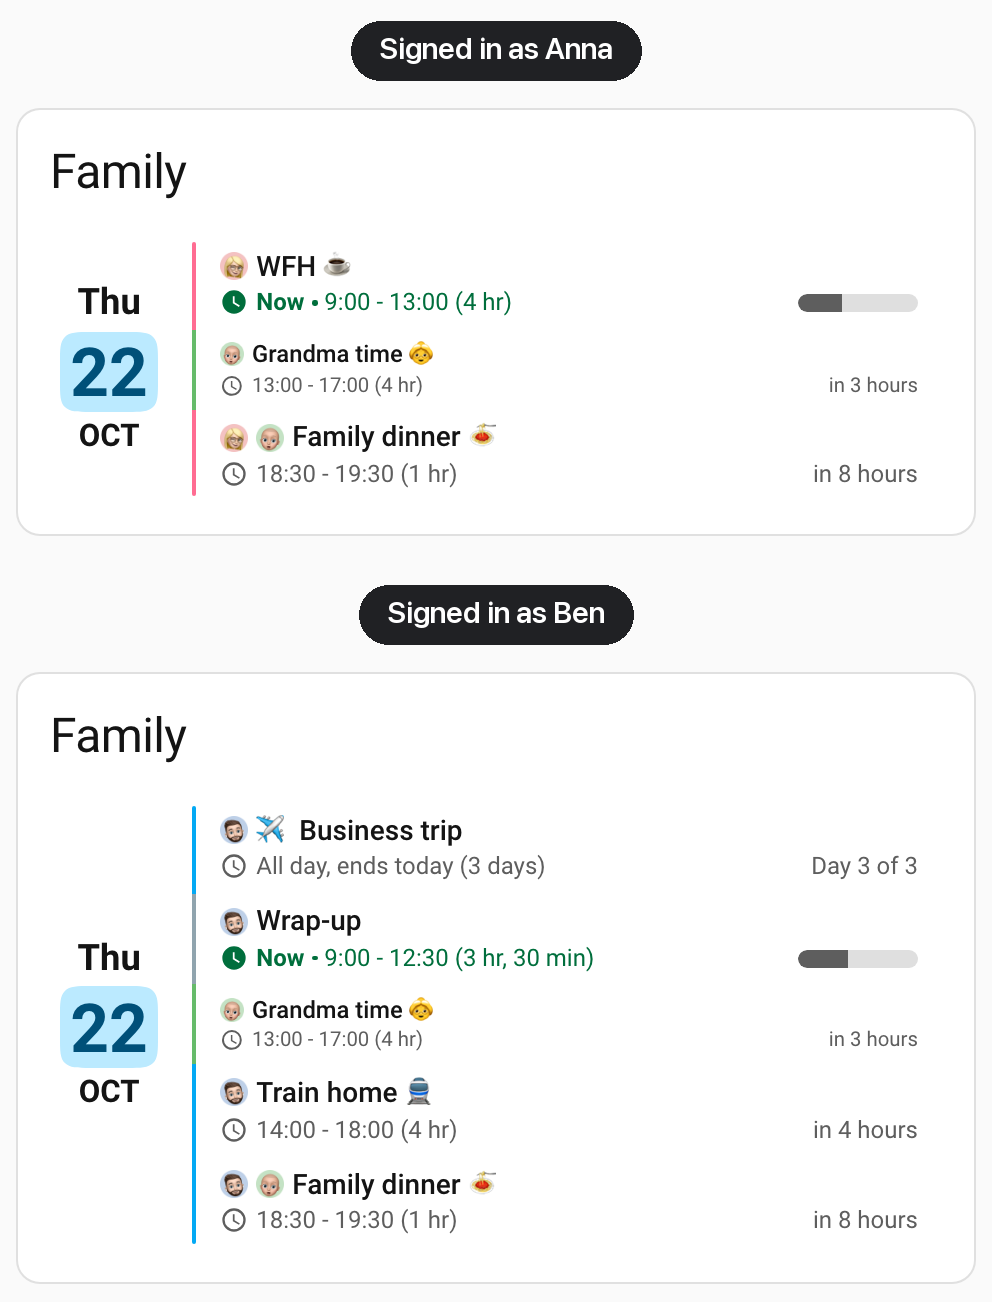 Signed in as Anna
Family
Thu
22
OCT
WFH ☕
Now • 9:00 - 13:00 (4 hr)
Grandma time 👵
13:00 - 17:00 (4 hr)
in 3 hours
Family dinner 🍝
18:30 - 19:30 (1 hr)
in 8 hours
Signed in as Ben
Family
Thu
22
OCT
✈️ Business trip
All day, ends today (3 days)
Day 3 of 3
Wrap-up
Now • 9:00 - 12:30 (3 hr, 30 min)
Grandma time 👵
13:00 - 17:00 (4 hr)
in 3 hours
Train home 🚆
14:00 - 18:00 (4 hr)
in 4 hours
Family dinner 🍝
18:30 - 19:30 (1 hr)
in 8 hours